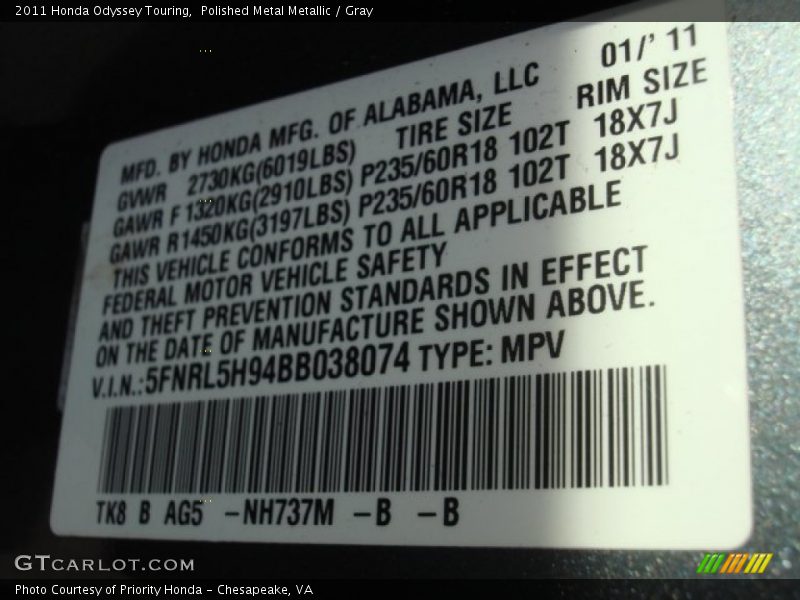 2011 Honda Odyssey Touring,  Polished Metal Metallic / Gray
01/' 11
MFD. BY HONDA MFG. OF ALABAMA, LLC
GVWR 2730KG(6019LBS) TIRE SIZE RIM SIZE
GAWR F 1320KG(2910LBS) P235/60R18 102T 18X7J
GAWR R1450KG(3197LBS) P235/60R18 102T 18X7J
THIS VEHICLE CONFORMS TO ALL APPLICABLE
FEDERAL MOTOR VEHICLE SAFETY
AND THEFT PREVENTION STANDARDS IN EFFECT
ON THE DATE OF MANUFACTURE SHOWN ABOVE.
V.I.N.:5FNRL5H94BB038074 TYPE: MPV
TK8 B AG5 -NH737M -B -B
GTCARLOT.COM
Photo Courtesy of Priority Honda - Chesapeake, VA